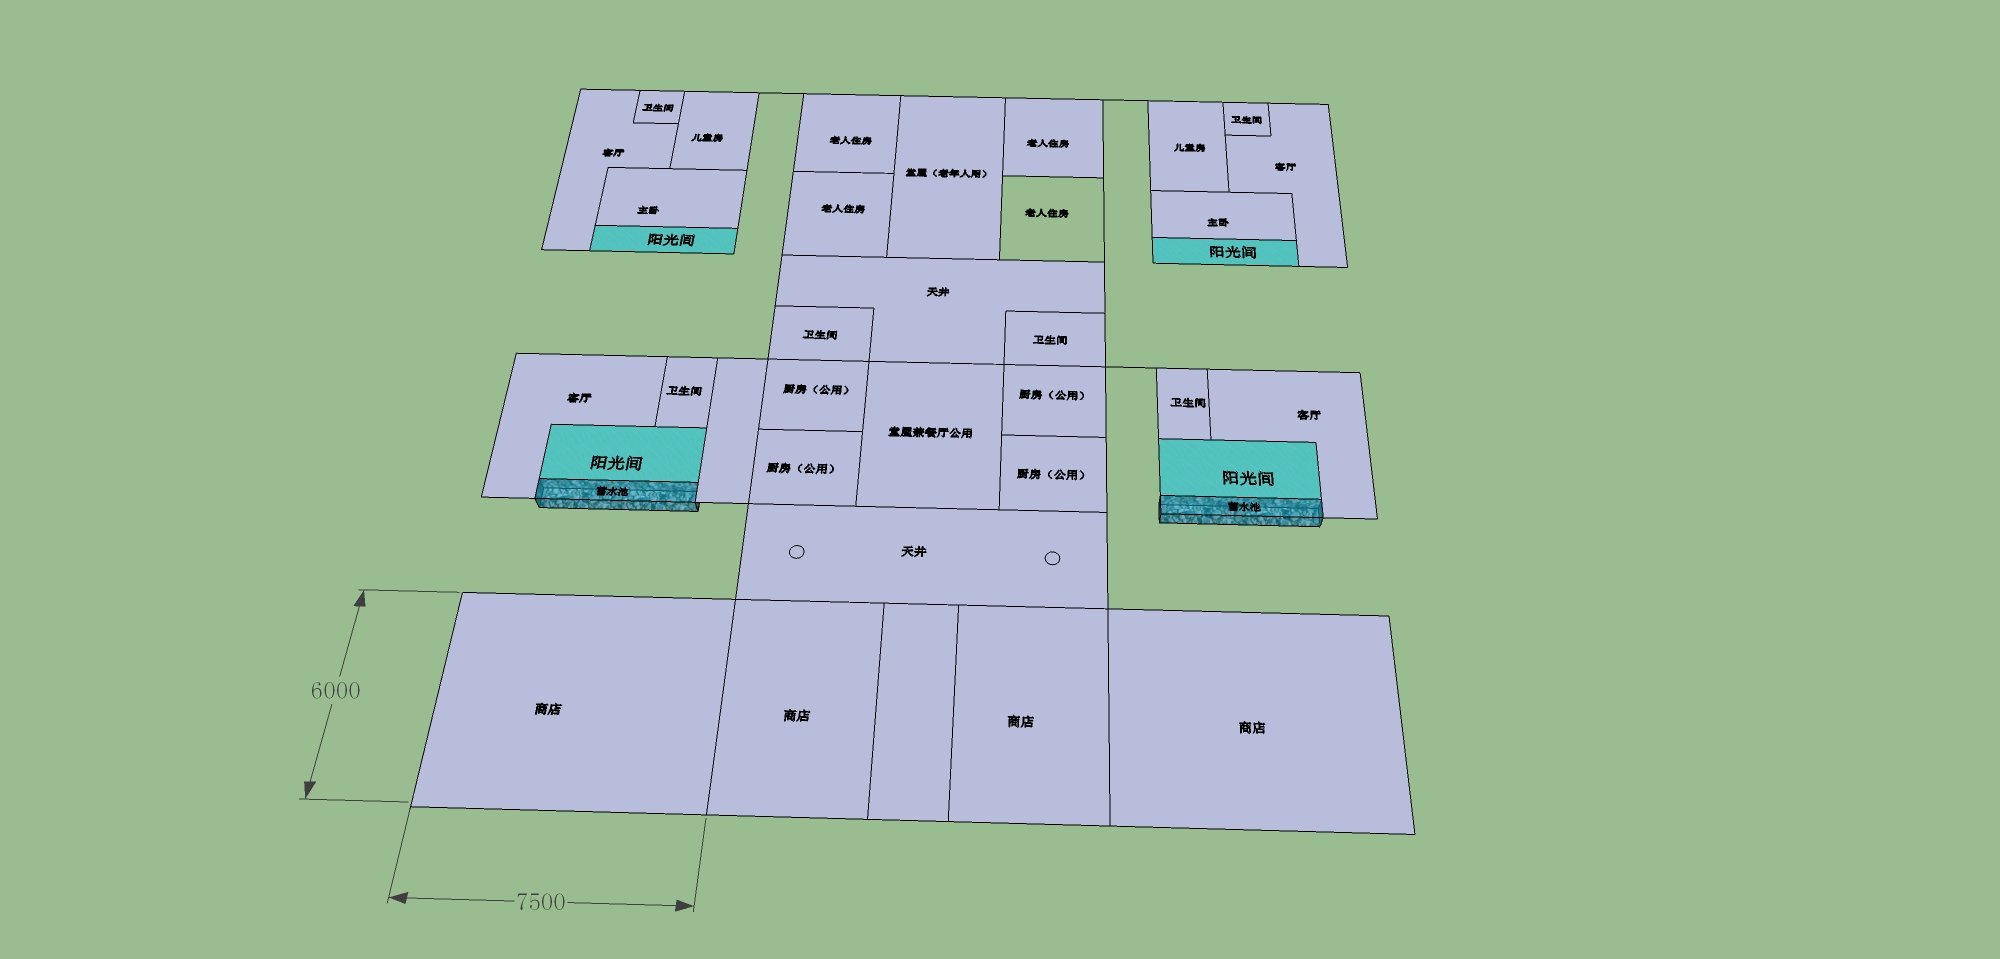 卫生间
儿童房
客厅
主卧
阳光间
老人住房
老人住房
堂屋（老年人用）
老人住房
老人住房
卫生间
儿童房
客厅
主卧
阳光间
天井
卫生间
卫生间
客厅
卫生间
阳光间
蓄水池
厨房（公用）
厨房（公用）
堂屋兼餐厅公用
厨房（公用）
厨房（公用）
卫生间
客厅
阳光间
蓄水池
天井
6000
商店
商店
商店
商店
7500